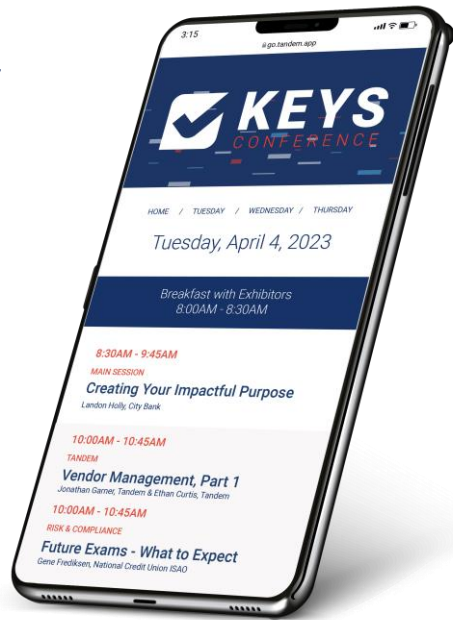 3:15
go.tandem.app
KEYS
CONFERENCE
HOME / TUESDAY / WEDNESDAY / THURSDAY
Tuesday, April 4, 2023
Breakfast with Exhibitors
8:00AM - 8:30AM
8:30AM - 9:45AM
MAIN SESSION
Creating Your Impactful Purpose
Landon Holly, City Bank
10:00AM - 10:45AM
TANDEM
Vendor Management, Part 1
Jonathan Garner, Tandem & Ethan Curtis, Tandem
10:00AM - 10:45AM
RISK & COMPLIANCE
Future Exams - What to Expect
Gene Frediksen, National Credit Union ISAO